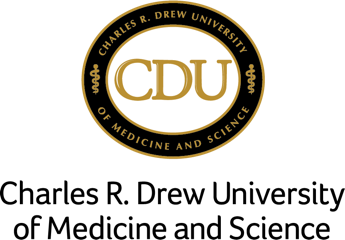 CHARLES R. DREW UNIVERSITY
CDU
OF MEDICINE AND SCIENCE
Charles R. Drew University
of Medicine and Science